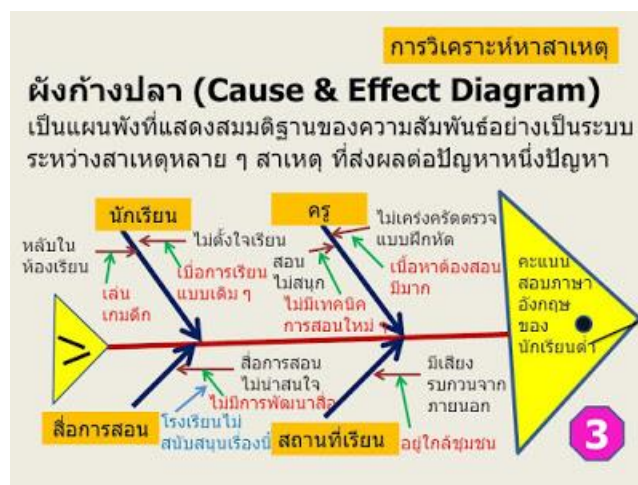 การวิเคราะห์หาสาเหตุ
ผังก้างปลา (Cause & Effect Diagram)
เป็นแผนพังที่แสดงสมมติฐานของความสัมพันธ์อย่างเป็นระบบ
ระหว่างสาเหตุหลาย ๆ สาเหตุ ที่ส่งผลต่อปัญหาหนึ่งปัญหา
นักเรียน
หลับใน
ห้องเรียน
ไม่ตั้งใจเรียน
เล่น
เกมดึก
เบื่อการเรียน
แบบเดิม ๆ
ครู
ไม่เคร่งครัดตรวจ
แบบฝึกหัด
สอน
ไม่สนุก
เนื้อหาต้องสอน
มีมาก
ไม่มีเทคนิค
การสอนใหม่ ๆ
คะแนน
สอบภาษา
อังกฤษ
ของ
นักเรียนต่ำ
สื่อการสอน
สื่อการสอน
ไม่น่าสนใจ
ไม่มีการพัฒนาสื่อ
โรงเรียนไม่
สนับสนุนเรื่องนี้
สถานที่เรียน
มีเสียง
รบกวนจาก
ภายนอก
อยู่ใกล้ชุมชน
3